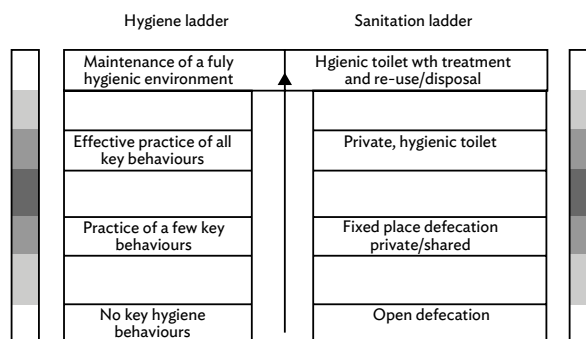 Hygiene ladder
Sanitation ladder
Maintenance of a fuly
hygienic environment
Hgienic toilet wth treatment
and re-use/disposal
Effective practice of all
key behaviours
Private, hygienic toilet
Practice of a few key
behaviours
Fixed place defecation
private/shared
No key hygiene
behaviours
Open defecation